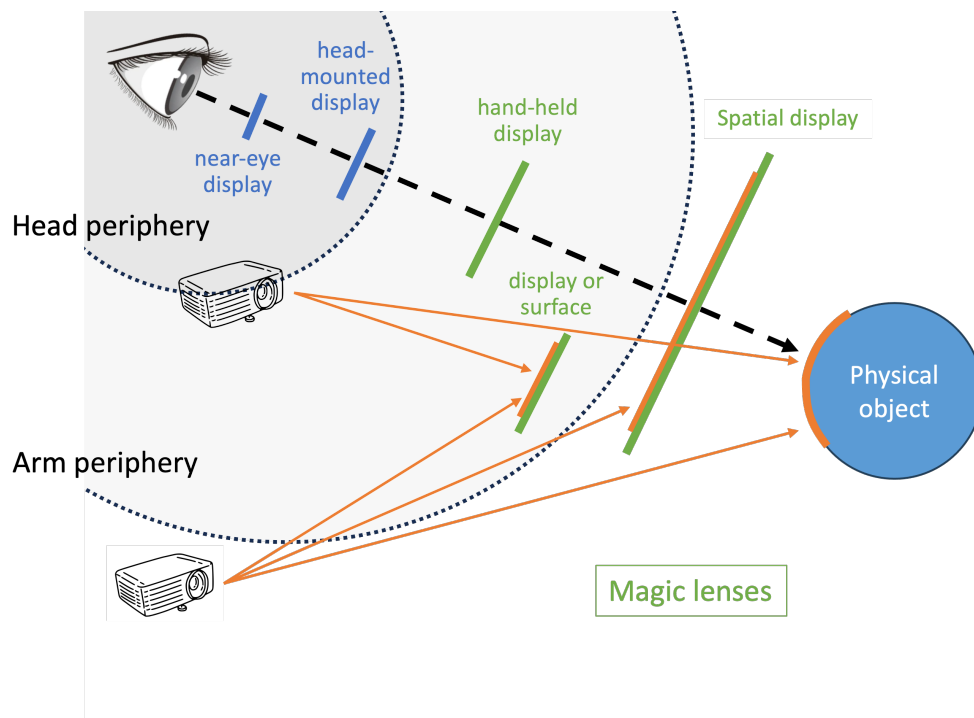 head-
mounted
display
hand-held
display
Spatial display
near-eye
display
Head periphery
display or
surface
Physical
object
Arm periphery
Magic lenses